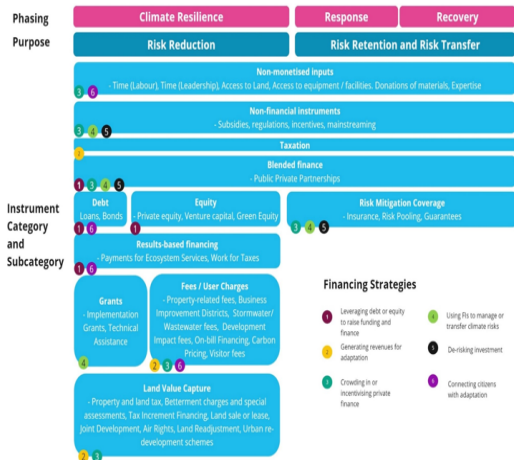 Phasing
Climate Resilience
Response
Recovery
Purpose
Risk Reduction
Risk Retention and Risk Transfer
Instrument
Category
and
Subcategory
Non-monetised inputs
- Time (Labour), Time (Leadership), Access to Land, Access to equipment / facilities. Donations of materials, Expertise
3 6
Non-financial instruments
- Subsidies, regulations, incentives, mainstreaming
3 4 5
Taxation
2
Blended finance
- Public Private Partnerships
1 3 4 5
Debt
Loans, Bonds
1 6
Equity
- Private equity, Venture capital, Green Equity
1
Risk Mitigation Coverage
- Insurance, Risk Pooling, Guarantees
3 4 5
Results-based financing
- Payments for Ecosystem Services, Work for Taxes
1 6
Grants
- Implementation
Grants, Technical
Assistance
4
Fees / User Charges
- Property-related fees, Business
Improvement Districts, Stormwater/
Wastewater fees, Development
Impact fees, On-bill Financing, Carbon
Pricing, Visitor fees
2 3 6
Land Value Capture
- Property and land tax, Betterment charges and special
assessments, Tax Increment Financing, Land sale or lease,
Joint Development, Air Rights, Land Readjustment, Urban re-
development schemes
2 3
Financing Strategies
1 Leveraging debt or equity
to raise funding and
finance
2 Generating revenues for
adaptation
3 Crowding in or
incentivising private
finance
4 Using FIs to manage or
transfer climate risks
5 De-risking investment
6 Connecting citizens
with adaptation